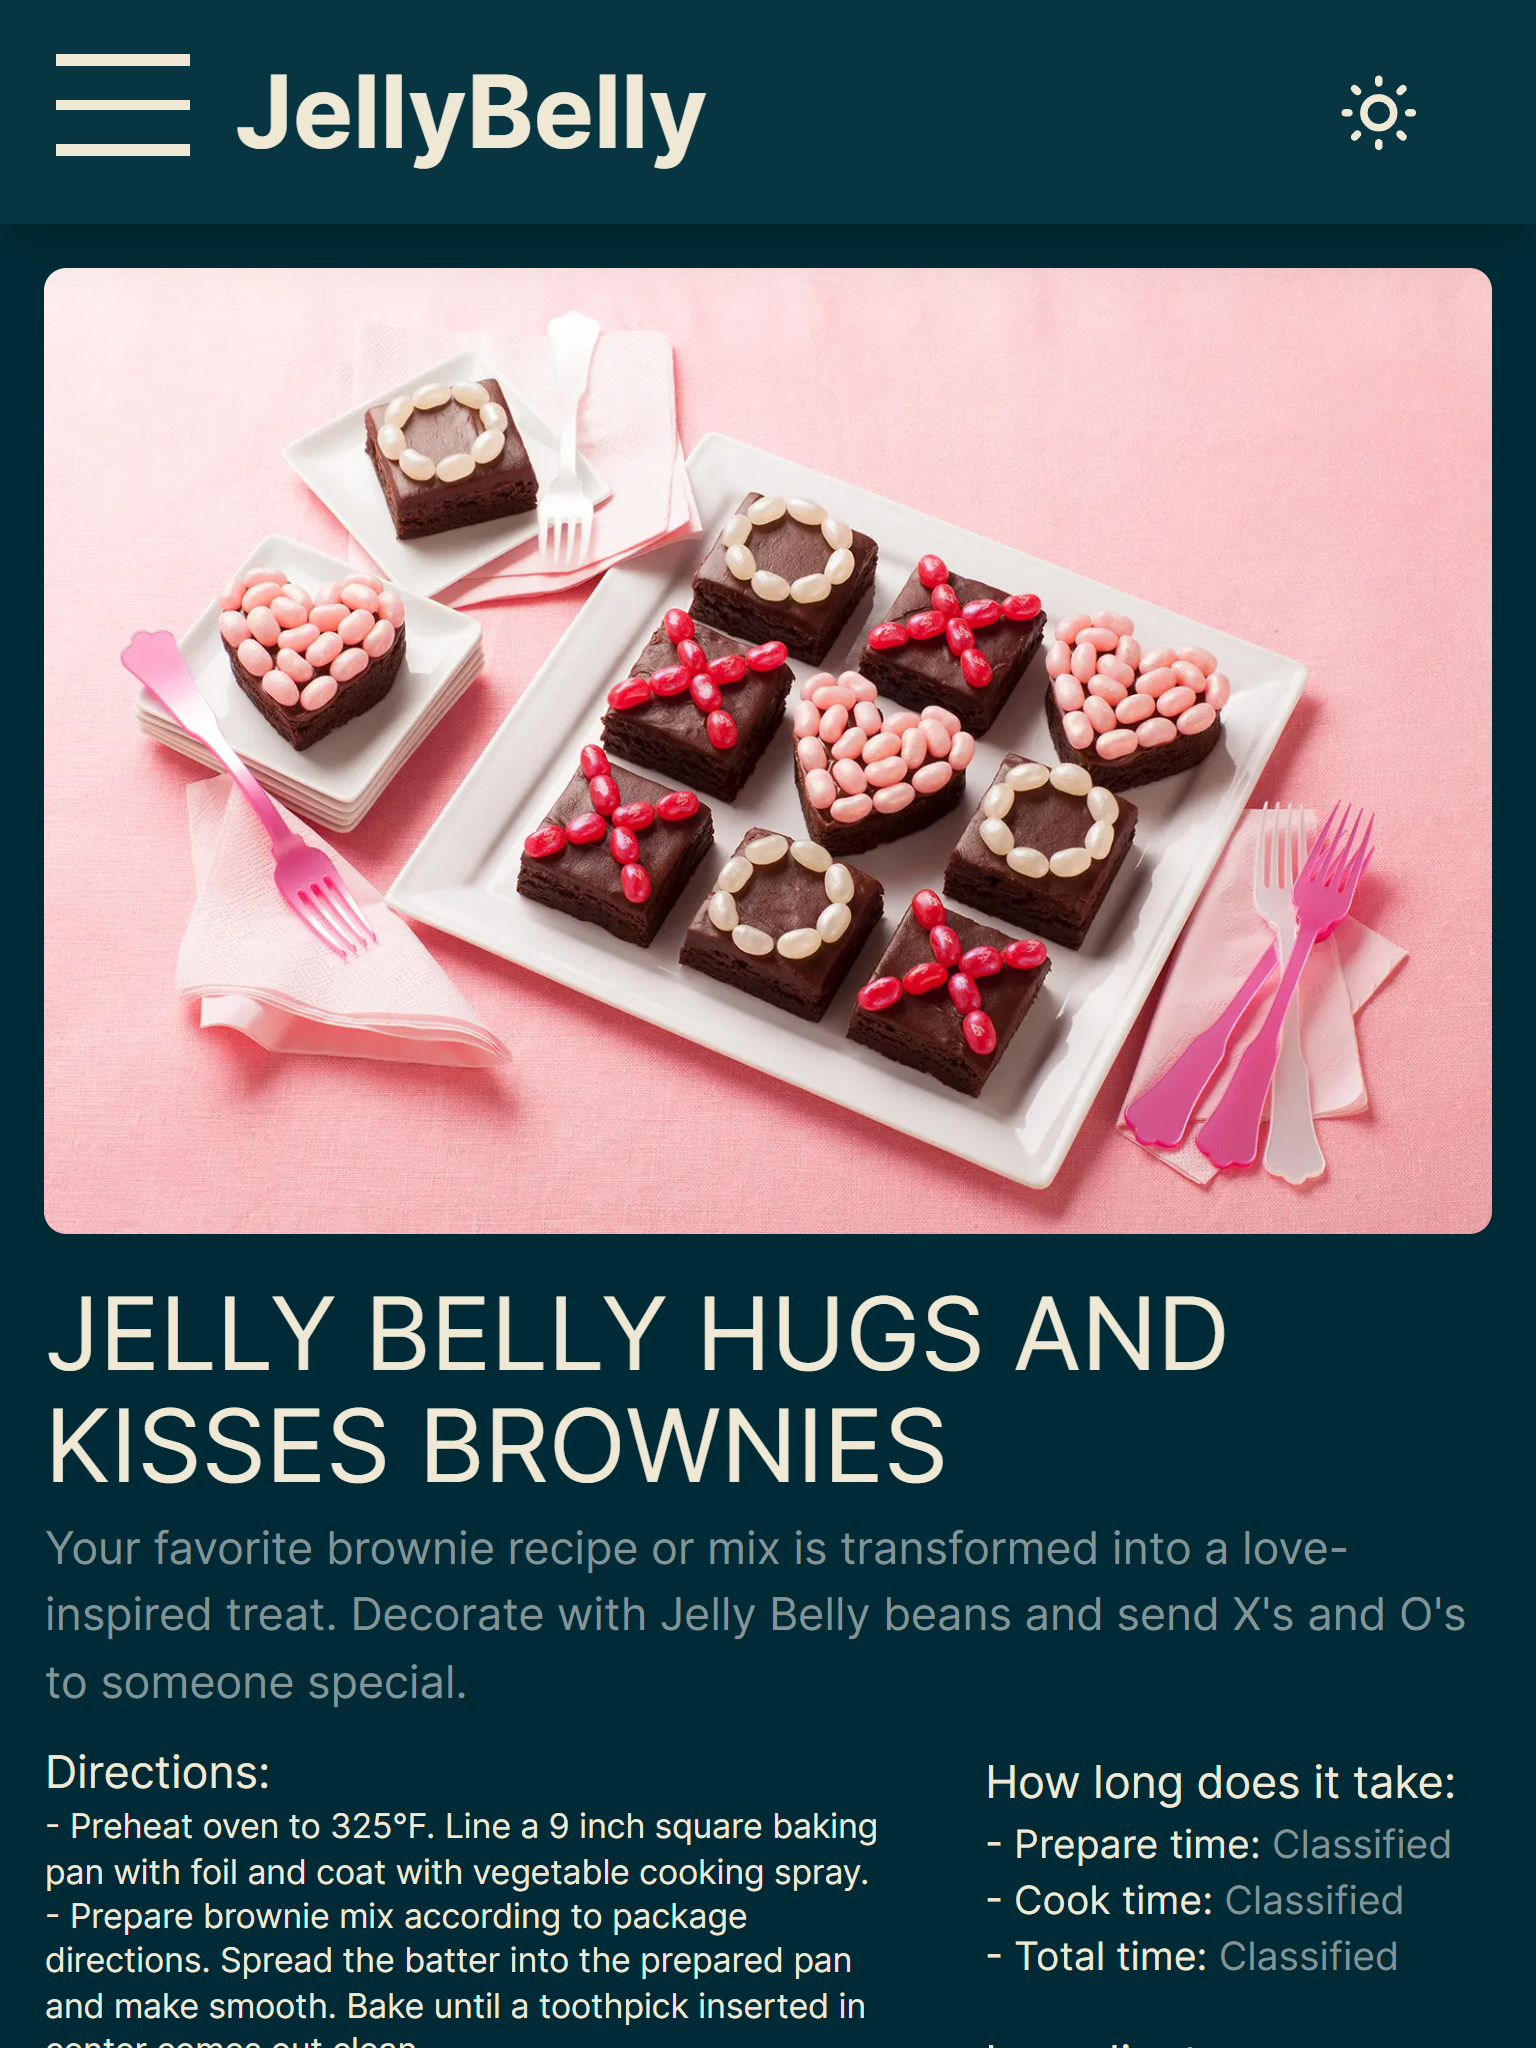 JellyBelly
JELLY BELLY HUGS AND
KISSES BROWNIES
Your favorite brownie recipe or mix is transformed into a love-
inspired treat. Decorate with Jelly Belly beans and send X's and O's
to someone special.
Directions:
- Preheat oven to 325°F. Line a 9 inch square baking
pan with foil and coat with vegetable cooking spray.
- Prepare brownie mix according to package
directions. Spread the batter into the prepared pan
and make smooth. Bake until a toothpick inserted in
center comes out clean.
How long does it take:
- Prepare time: Classified
- Cook time: Classified
- Total time: Classified